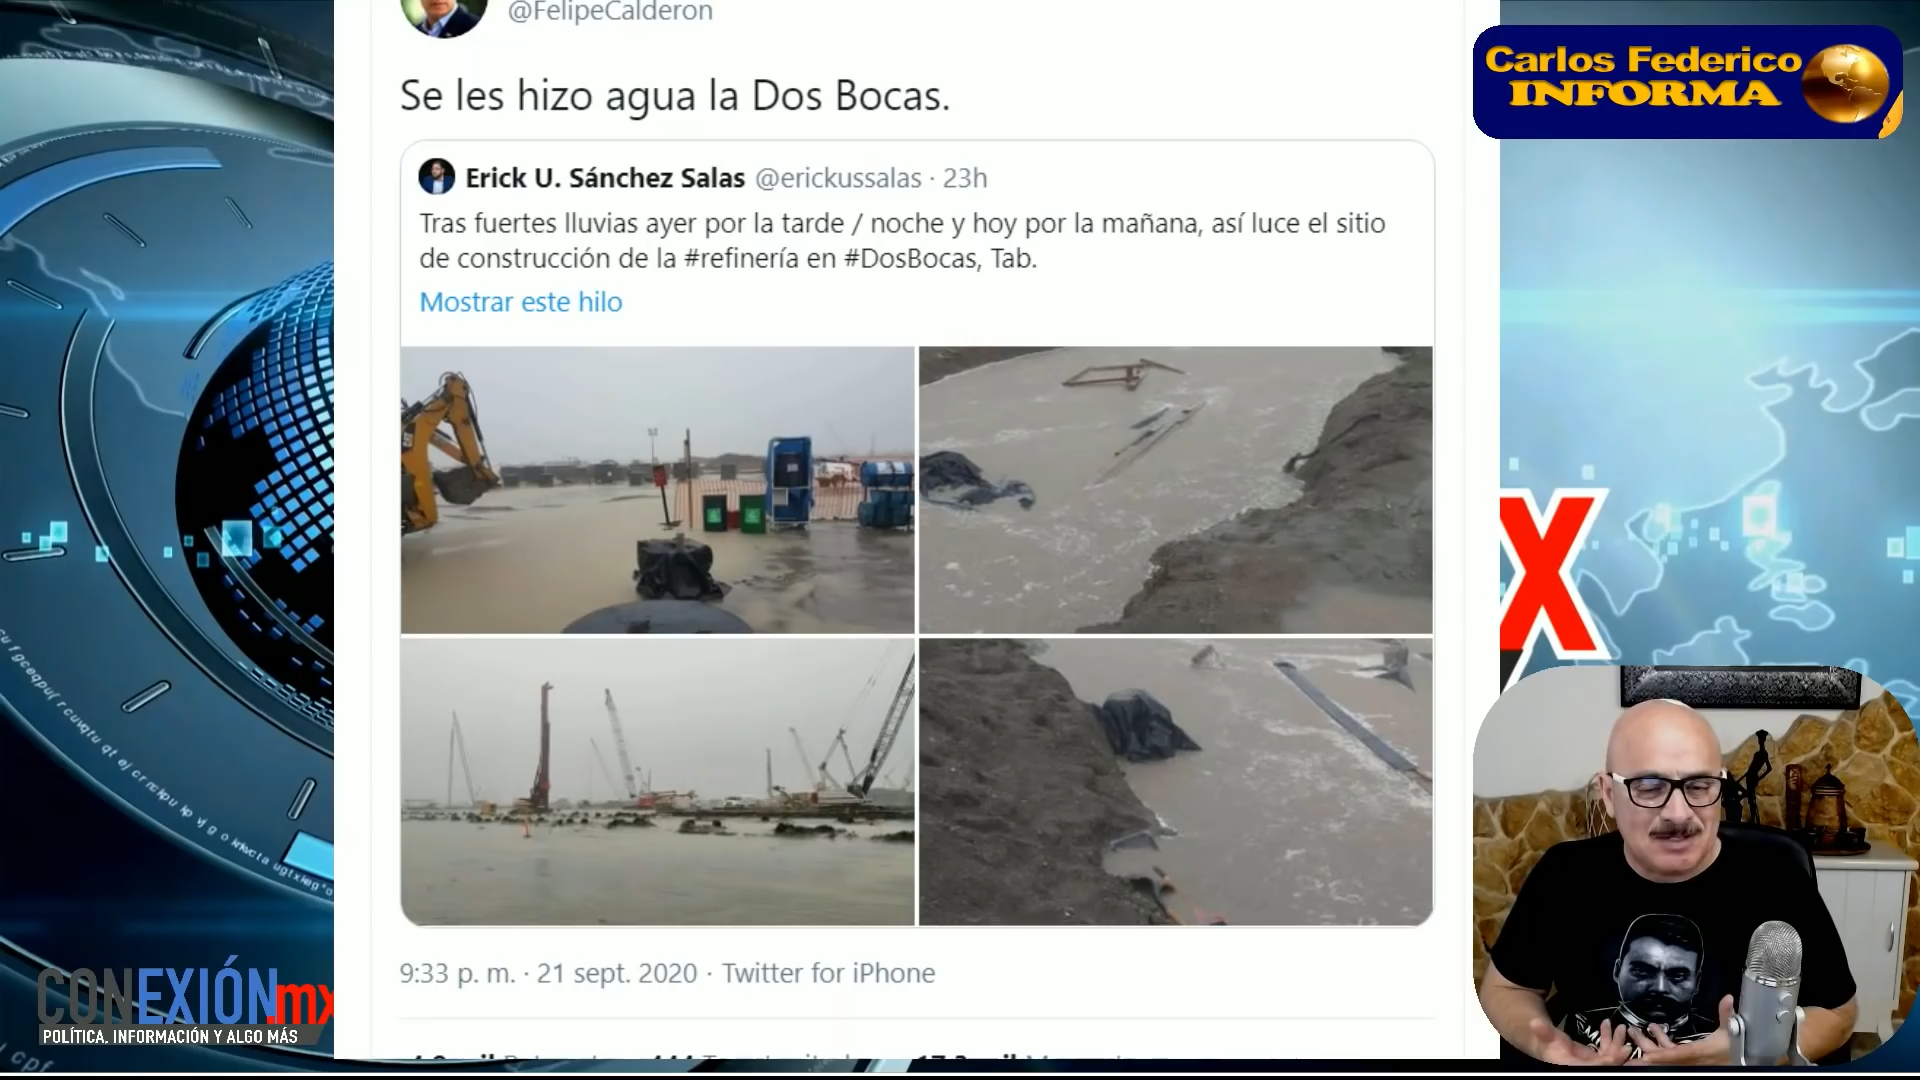 @FelipeCalderon
Se les hizo agua la Dos Bocas.
Erick U. Sánchez Salas @erickussalas · 23h
Tras fuertes lluvias ayer por la tarde / noche y hoy por la mañana, así luce el sitio
de construcción de la #refinería en #DosBocas, Tab.
Mostrar este hilo
9:33 p. m. · 21 sept. 2020 · Twitter for iPhone
Carlos Federico
INFORMA
X
CONEXIÓN.mx
POLÍTICA, INFORMACIÓN Y ALGO MÁS